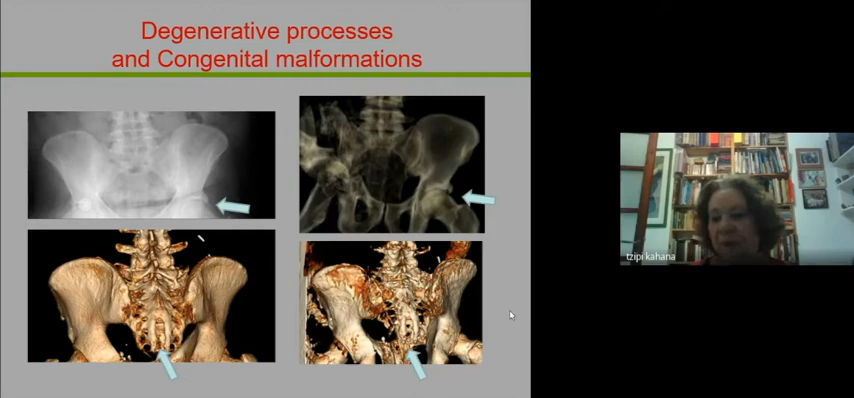 Degenerative processes
and Congenital malformations
tzipi kahana